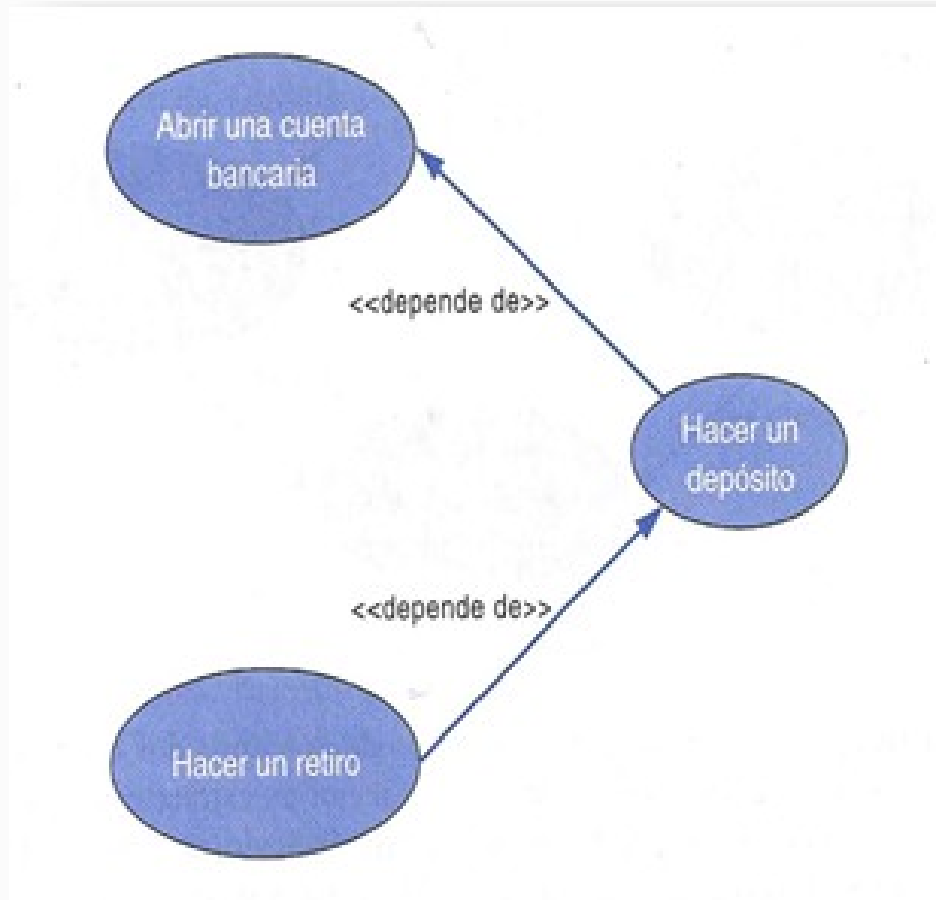 Abrir una cuenta
bancaria
<<depende de>>
Hacer un
depósito
<<depende de>>
Hacer un retiro